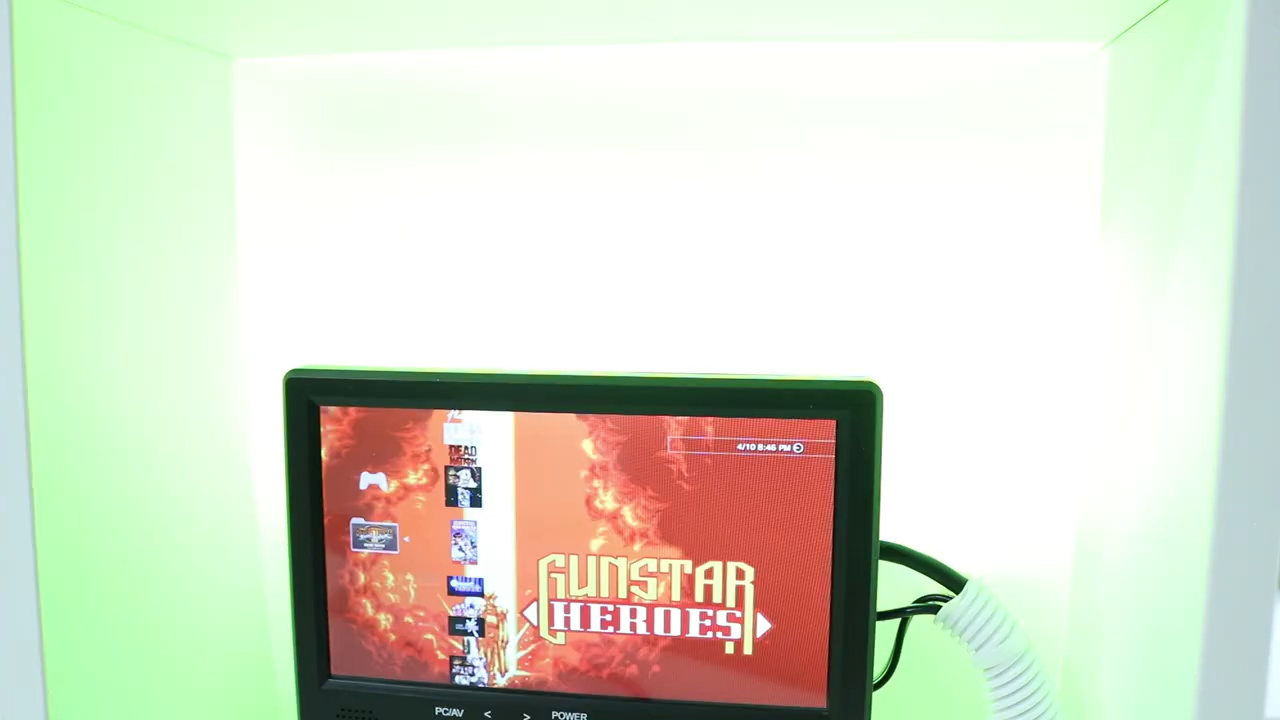 DEAD
4/10 8:46 PM
GUNSTAR
HEROES
PC/AV < > POWER